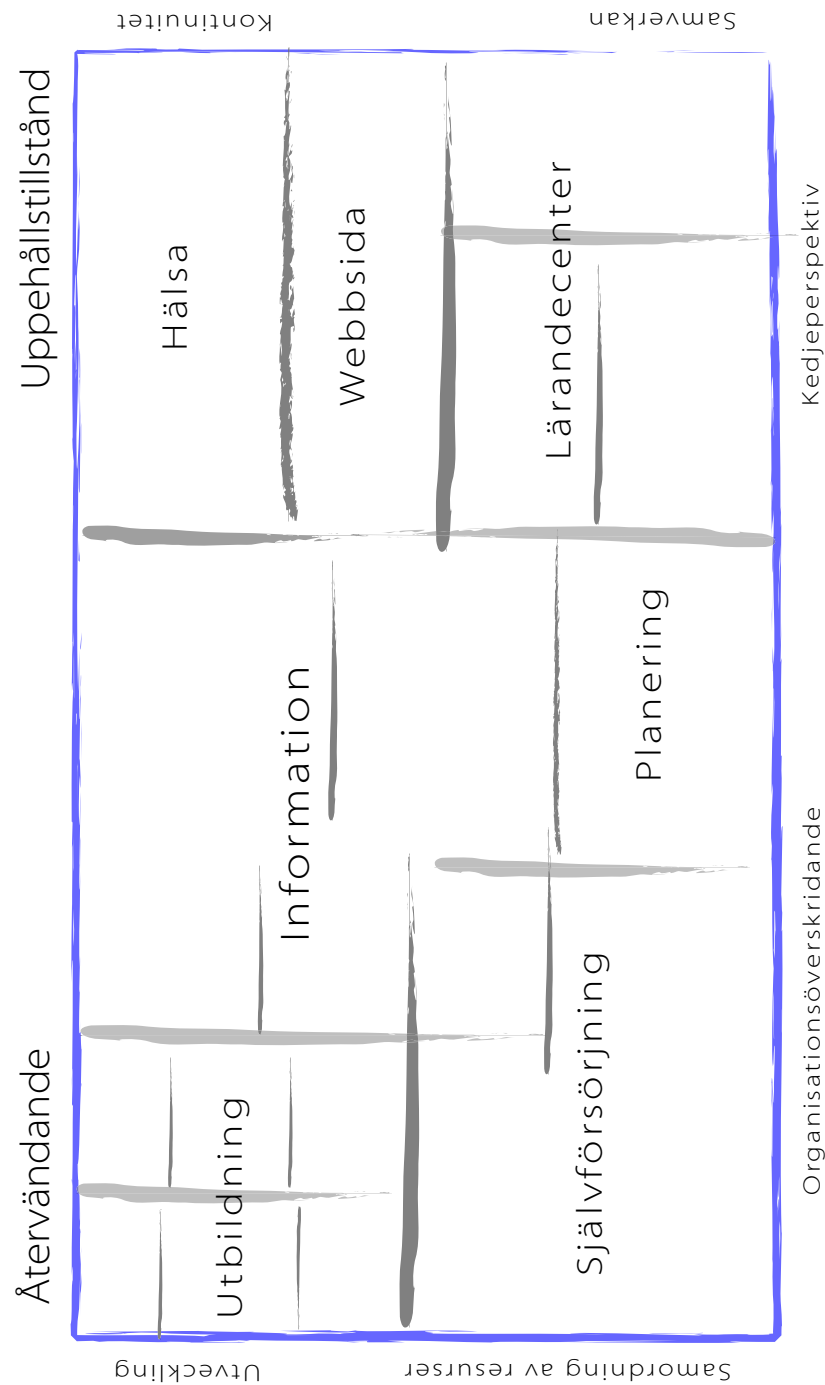 Återvändande
Uppehållstillstånd
Utveckling
Kontinuitet
Hälsa
Utbildning
Information
Webbsida
Lärandecenter
Självförsörjning
Planering
Samordning av resurser
Samverkan
Organisationsöverskridande
Kedjeperspektiv